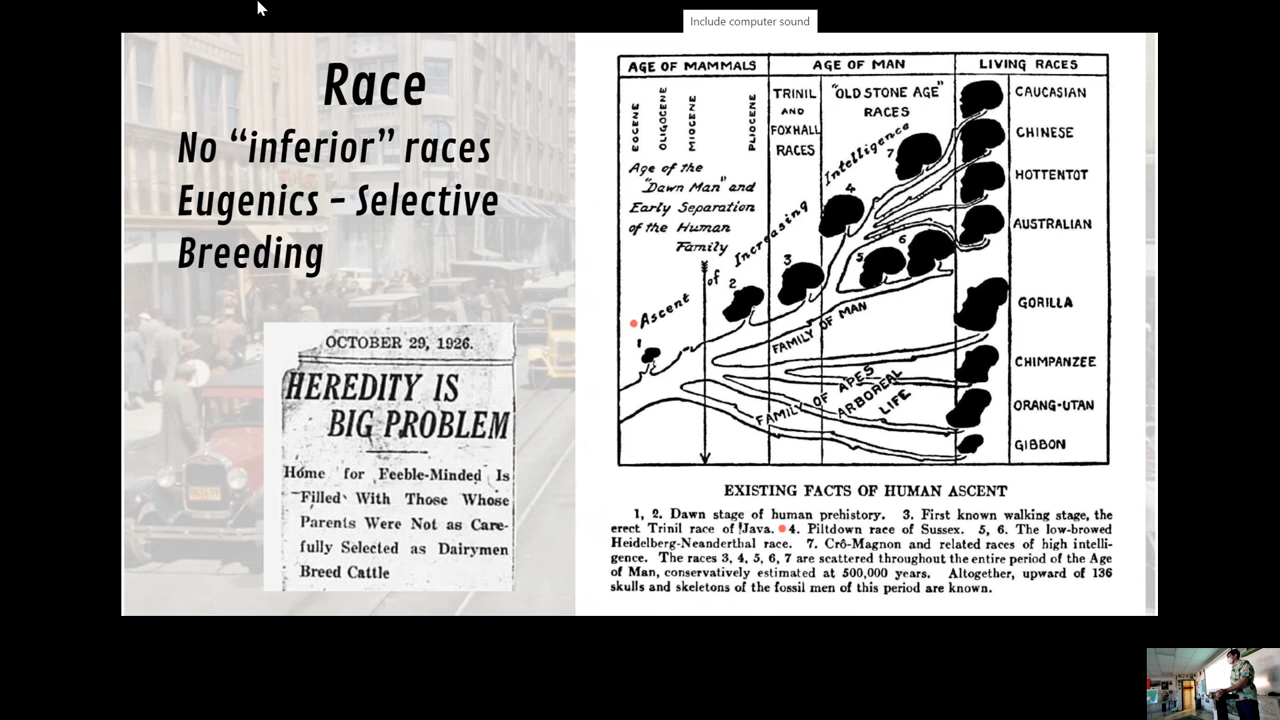 Include computer sound
Race
No “inferior” races
Eugenics - Selective
Breeding
OCTOBER 29, 1926.
HEREDITY IS
BIG PROBLEM
Home for Feeble-Minded Is
Filled With Those Whose
Parents Were Not as Care-
fully Selected as Dairymen
Breed Cattle
AGE OF MAMMALS
AGE OF MAN
LIVING RACES
EOCENE
OLIGOCENE
MIOCENE
PLIOCENE
TRINIL
AND
FOXHALL
RACES
"OLD STONE AGE"
RACES
Age of the
"Dawn Man" and
Early Separation
of the Human
Family
Ascent of Increasing Intelligence
1
2
3
4
5
6
7
FAMILY OF MAN
FAMILY OF APES
ARBOREAL
LIFE
CAUCASIAN
CHINESE
HOTTENTOT
AUSTRALIAN
GORILLA
CHIMPANZEE
ORANG-UTAN
GIBBON
EXISTING FACTS OF HUMAN ASCENT
1, 2. Dawn stage of human prehistory. 3. First known walking stage, the
erect Trinil race of Java. 4. Piltdown race of Sussex. 5, 6. The low-browed
Heidelberg-Neanderthal race. 7. Crô-Magnon and related races of high intelli-
gence. The races 3, 4, 5, 6, 7 are scattered throughout the entire period of the Age
of Man, conservatively estimated at 500,000 years. Altogether, upward of 136
skulls and skeletons of the fossil men of this period are known.